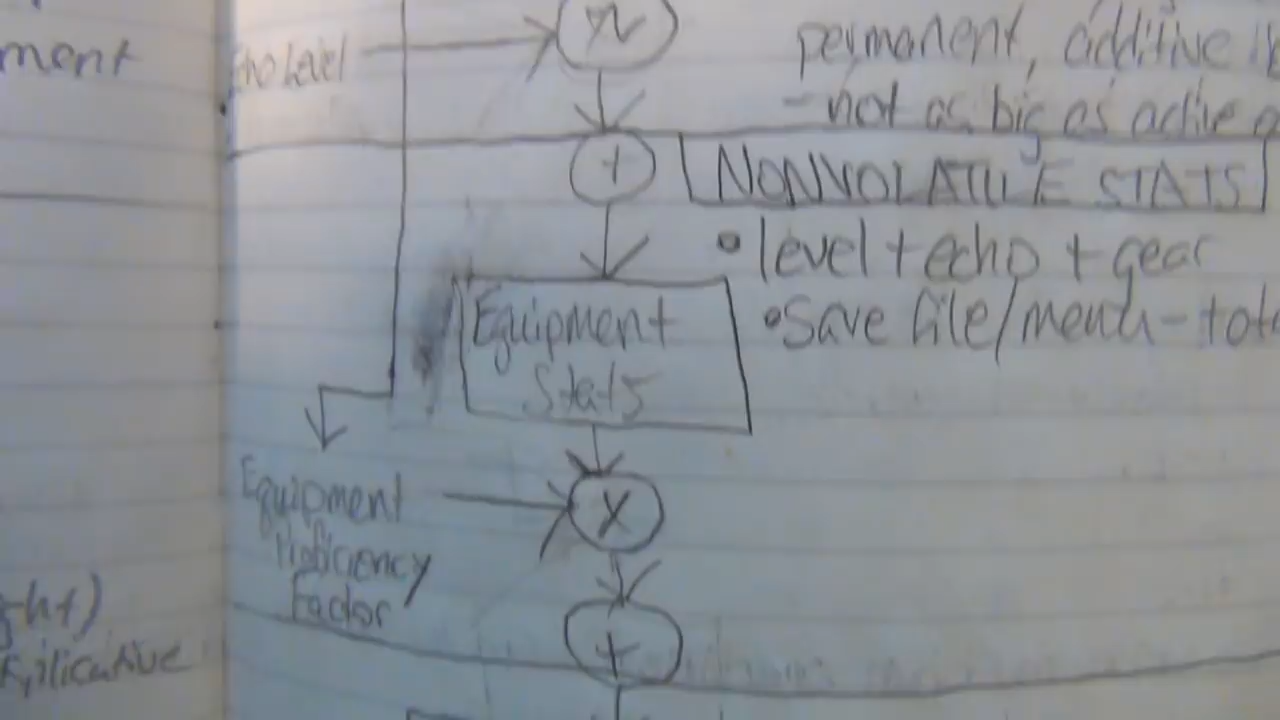 ment
Echo Level
permanent, additive
- not as big as active
+
NONVOLATILE STATS
• level + echo + gear
• Save file/menu - tot
Equipment
Stats
Equipment
Proficiency
Factor
X
+